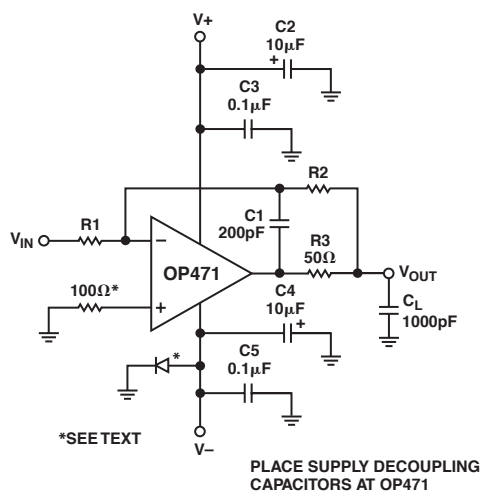 V+
C2
10µF
+
C3
0.1µF
R2
R1
C1
200pF
R3
50Ω
VIN
−
OP471
VOUT
100Ω*
+
C4
10µF
+
CL
1000pF
*
C5
0.1µF
*SEE TEXT
V–
PLACE SUPPLY DECOUPLING
CAPACITORS AT OP471